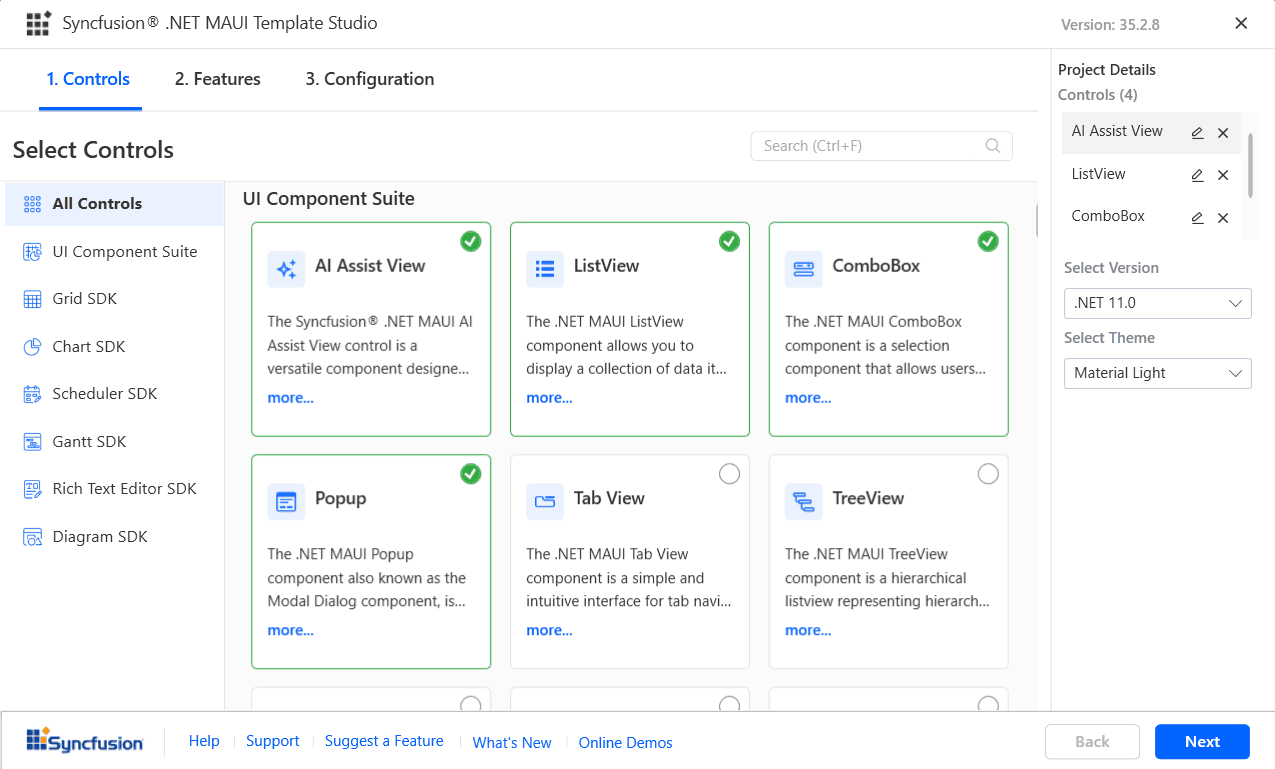 Syncfusion® .NET MAUI Template Studio
Version: 35.2.8
1. Controls
2. Features
3. Configuration
Select Controls
Search (Ctrl+F)
All Controls
UI Component Suite
Grid SDK
Chart SDK
Scheduler SDK
Gantt SDK
Rich Text Editor SDK
Diagram SDK
UI Component Suite
AI Assist View
The Syncfusion® .NET MAUI AI
Assist View control is a
versatile component designe...
more...
ListView
The .NET MAUI ListView
component allows you to
display a collection of data it...
more...
ComboBox
The .NET MAUI ComboBox
component is a selection
component that allows users...
more...
Popup
The .NET MAUI Popup
component also known as the
Modal Dialog component, is...
more...
Tab View
The .NET MAUI Tab View
component is a simple and
intuitive interface for tab navi...
more...
TreeView
The .NET MAUI TreeView
component is a hierarchical
listview representing hierarch...
more...
Project Details
Controls (4)
AI Assist View
ListView
ComboBox
Select Version
.NET 11.0
Select Theme
Material Light
Syncfusion
Help
Support
Suggest a Feature
What's New
Online Demos
Back
Next